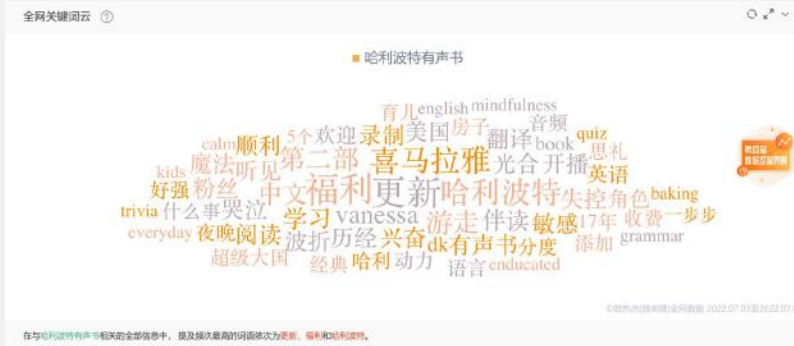 全网关键词云
哈利波特有声书
育儿 english mindfulness
calm 顺利 5个 欢迎 录制 美国 房子 翻译 音频 book quiz 思礼
kids 魔法 听见 第二部 喜马拉雅 光合 开播 英语
好强 粉丝 中文 福利 更新 哈利波特 失控 角色 baking
trivia 什么事 哭泣 学习 vanessa 游走 伴读 敏感 17年 收费 一步步
everyday 夜晚 阅读 波折 历经 兴奋 dk 有声书 分度 添加 grammar
超级大国 经典 哈利 动力 语言 enducated
在与哈利波特有声书相关的全部信息中，提及频次最高的词语依次为更新、福利和哈利波特。